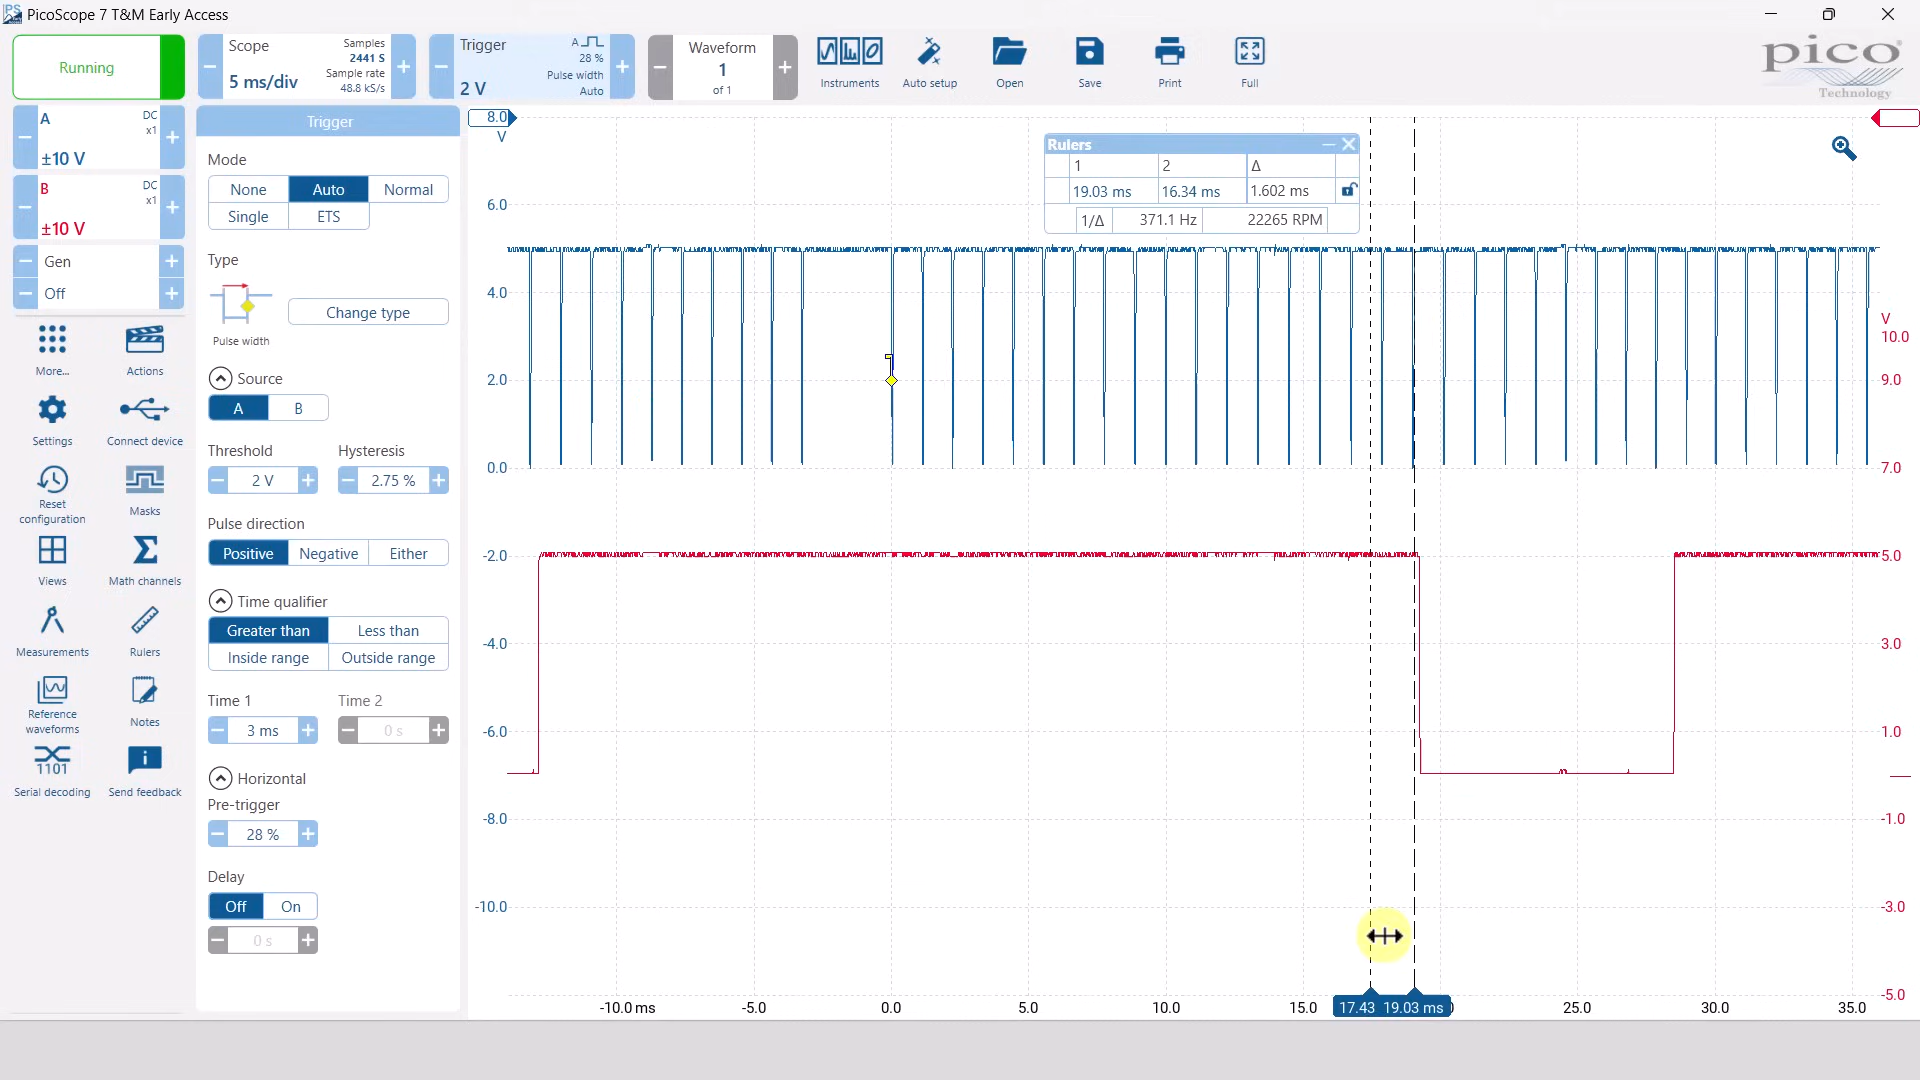 PS PicoScope 7 T&M Early Access
Running
Scope
5 ms/div
Samples
2441 S
Sample rate
48.8 kS/s
Trigger
2 V
A
28 %
Pulse width
Auto
Waveform
1
of 1
Instruments
Auto setup
Open
Save
Print
Full
pico
Technology
A
DC
x1
±10 V
B
DC
x1
±10 V
Gen
Off
More...
Actions
Settings
Connect device
Reset
configuration
Masks
Views
Math channels
Measurements
Rulers
Reference
waveforms
Notes
1101
Serial decoding
Send feedback
Trigger
Mode
None Auto Normal
Single ETS
Type
Pulse width
Change type
Source
A B
Threshold Hysteresis
2 V 2.75 %
Pulse direction
Positive Negative Either
Time qualifier
Greater than Less than
Inside range Outside range
Time 1 Time 2
3 ms 0 s
Horizontal
Pre-trigger
28 %
Delay
Off On
0 s
8.0
V
6.0
4.0
2.0
0.0
-2.0
-4.0
-6.0
-8.0
-10.0
Rulers
1 2 Δ
19.03 ms 16.34 ms 1.602 ms
1/Δ 371.1 Hz 22265 RPM
V
10.0
9.0
7.0
5.0
3.0
1.0
-1.0
-3.0
-5.0
-10.0 ms -5.0 0.0 5.0 10.0 15.0 17.43 19.03 ms 25.0 30.0 35.0